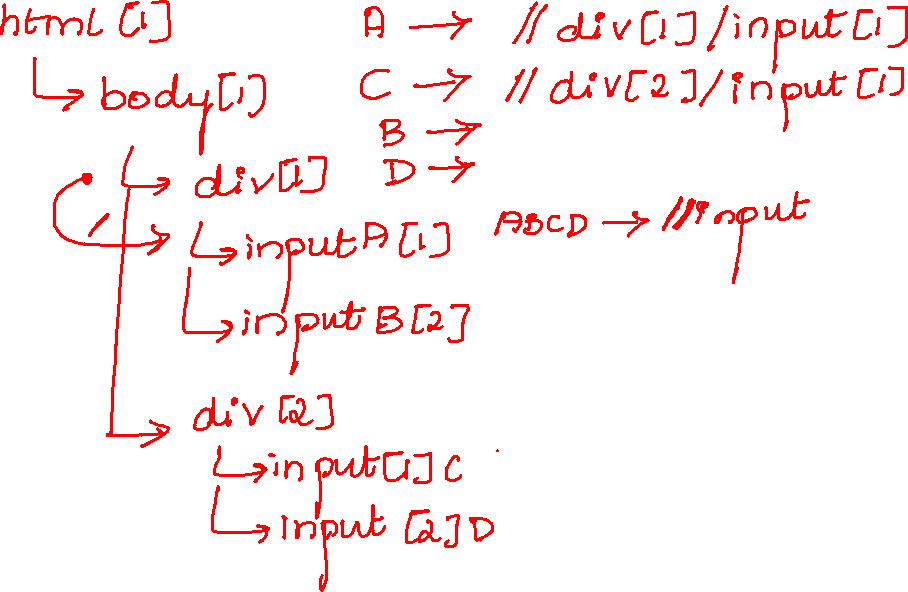 html[1]
body[1]
div[1]
inputA[1]
inputB[2]
div[2]
input[1]C
input[2]D
A → //div[1]/input[1]
C → //div[2]/input[1]
B →
D →
ABCD → //input